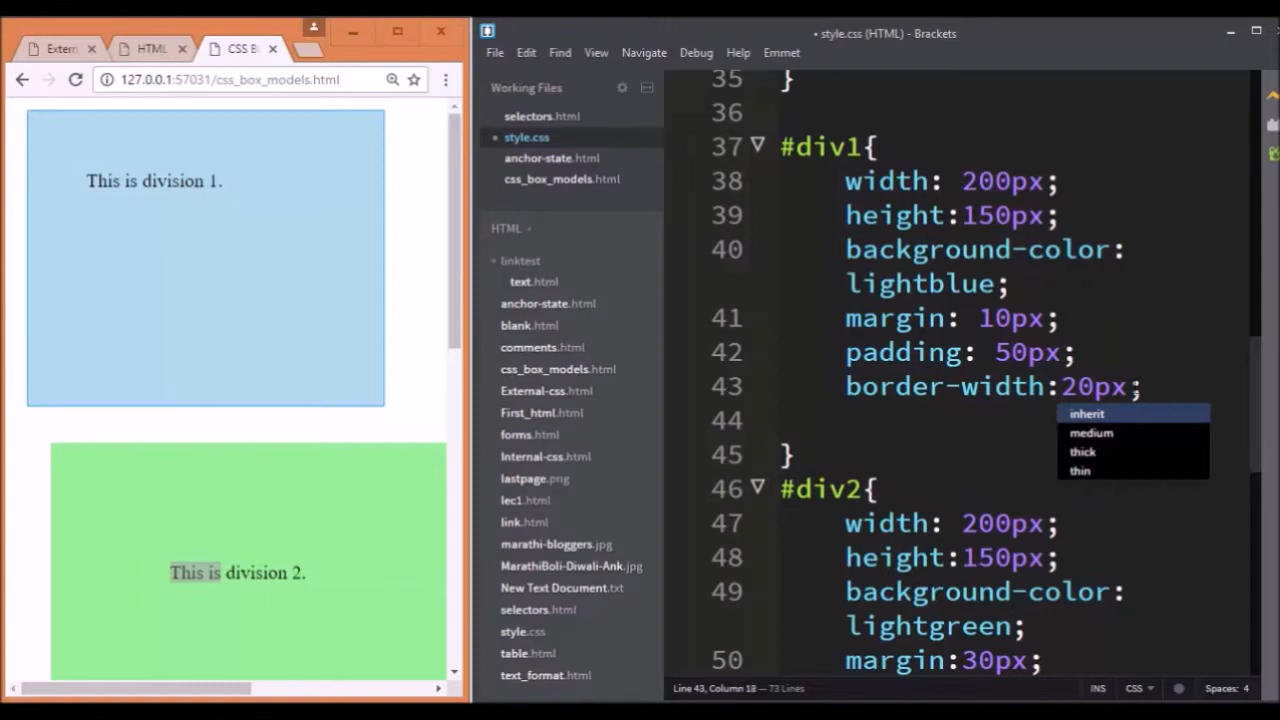 Extern
HTML
CSS B
127.0.0.1:57031/css_box_models.html
This is division 1.
This is division 2.
• style.css (HTML) - Brackets
File Edit Find View Navigate Debug Help Emmet
Working Files
selectors.html
style.css
anchor-state.html
css_box_models.html
HTML
linktest
text.html
anchor-state.html
blank.html
comments.html
css_box_models.html
External-css.html
First_html.html
forms.html
Internal-css.html
lastpage.png
lec1.html
link.html
marathi-bloggers.jpg
MarathiBoli-Diwali-Ank.jpg
New Text Document.txt
selectors.html
style.css
table.html
text_format.html
35 }
36
37 #div1{
38 width: 200px;
39 height:150px;
40 background-color:
lightblue;
41 margin: 10px;
42 padding: 50px;
43 border-width:20px;
inherit
medium
thick
thin
44
45 }
46 #div2{
47 width: 200px;
48 height:150px;
49 background-color:
lightgreen;
50 margin:30px;
Line 43, Column 18 — 73 Lines
INS CSS Spaces: 4